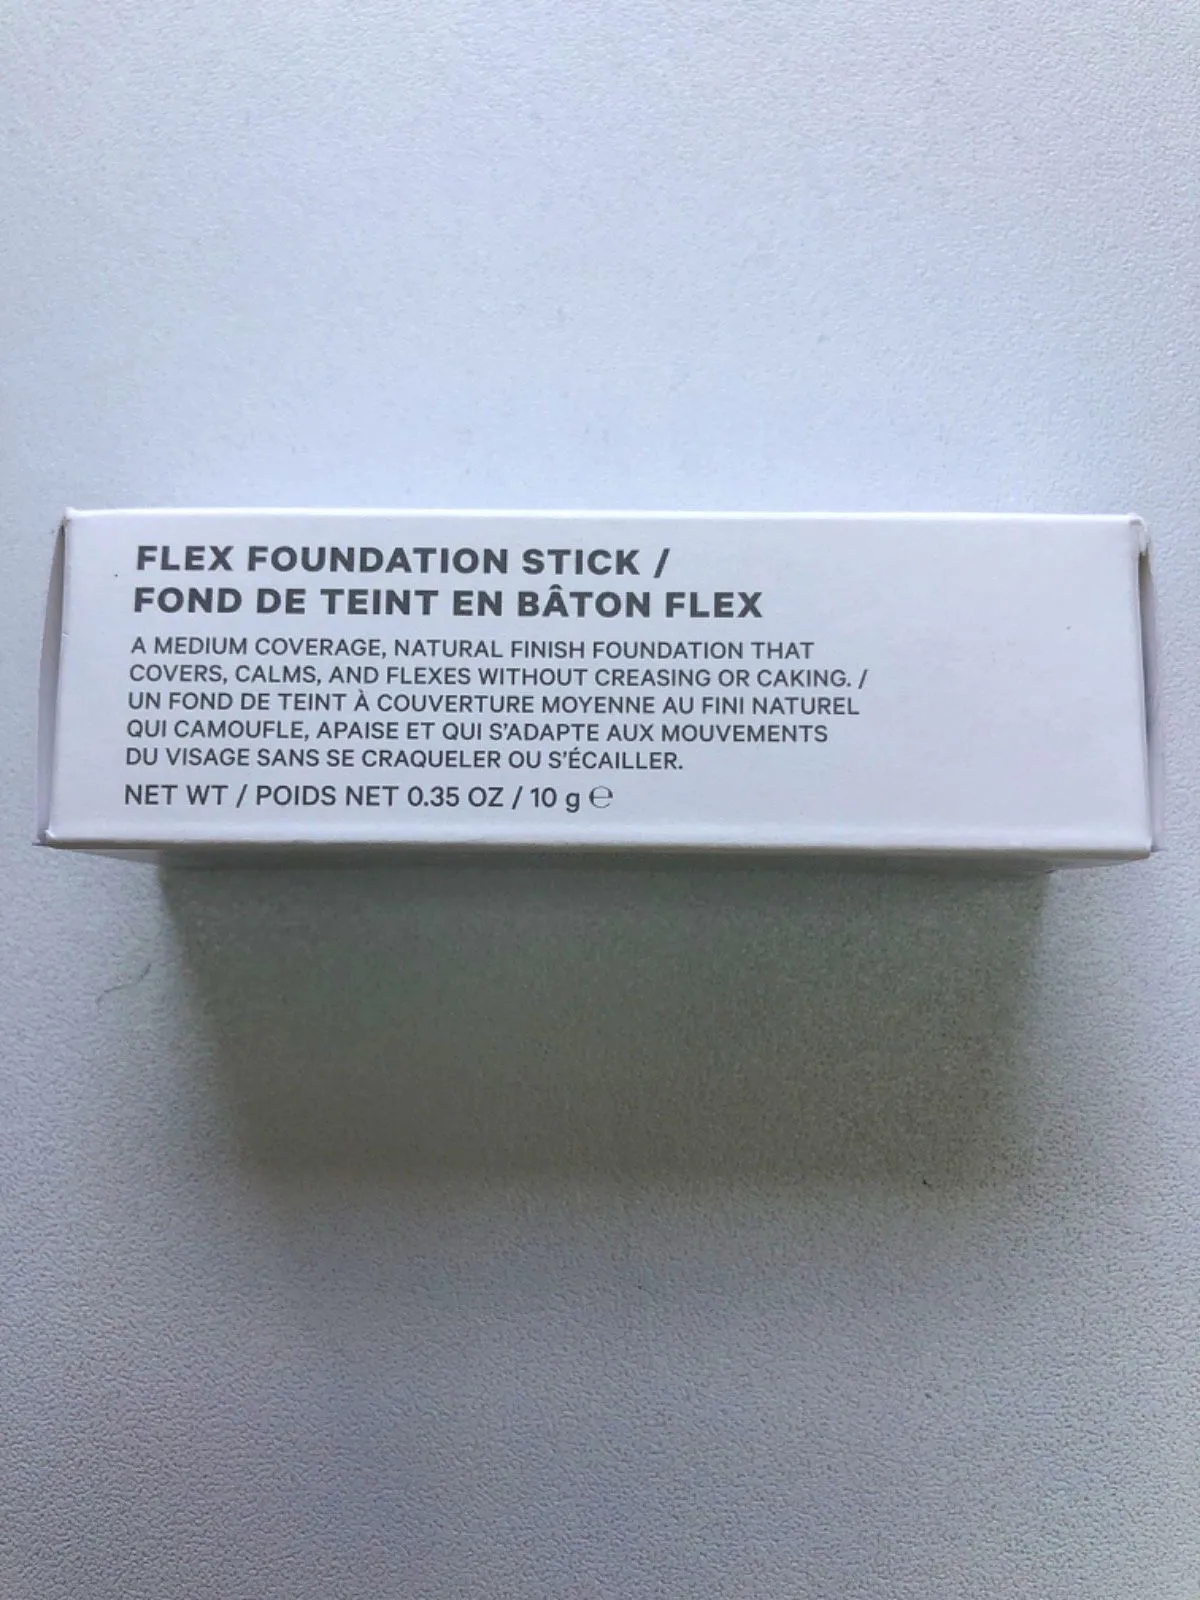 FLEX FOUNDATION STICK /
FOND DE TEINT EN BÂTON FLEX
A MEDIUM COVERAGE, NATURAL FINISH FOUNDATION THAT
COVERS, CALMS, AND FLEXES WITHOUT CREASING OR CAKING. /
UN FOND DE TEINT À COUVERTURE MOYENNE AU FINI NATUREL
QUI CAMOUFLE, APAISE ET QUI S'ADAPTE AUX MOUVEMENTS
DU VISAGE SANS SE CRAQUELER OU S'ÉCAILLER.
NET WT / POIDS NET 0.35 OZ / 10 g ℮